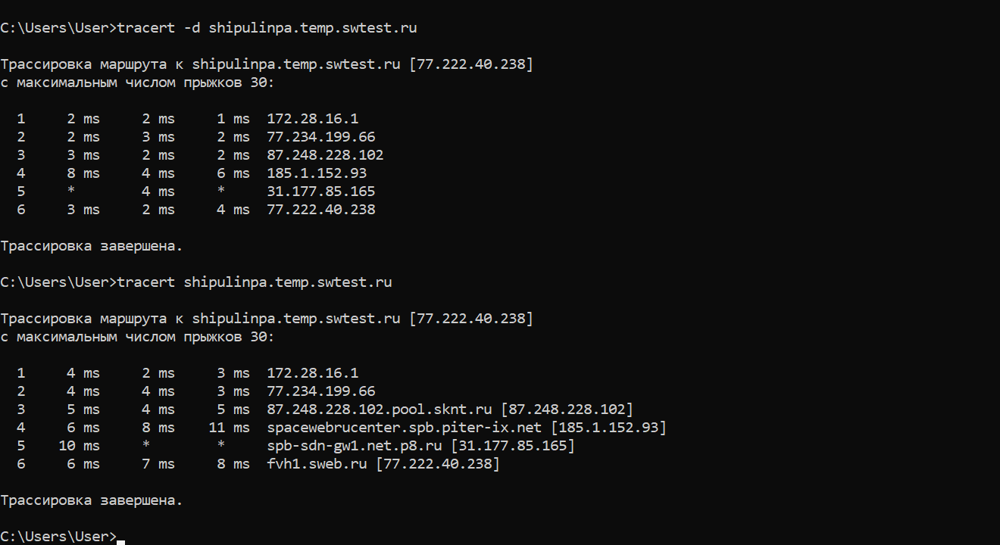 C:\Users\User>tracert -d shipulinpa.temp.swtest.ru
Трассировка маршрута к shipulinpa.temp.swtest.ru [77.222.40.238]
с максимальным числом прыжков 30:
1 2 ms 2 ms 1 ms 172.28.16.1
2 2 ms 3 ms 2 ms 77.234.199.66
3 3 ms 2 ms 2 ms 87.248.228.102
4 8 ms 4 ms 6 ms 185.1.152.93
5 * 4 ms * 31.177.85.165
6 3 ms 2 ms 4 ms 77.222.40.238
Трассировка завершена.
C:\Users\User>tracert shipulinpa.temp.swtest.ru
Трассировка маршрута к shipulinpa.temp.swtest.ru [77.222.40.238]
с максимальным числом прыжков 30:
1 4 ms 2 ms 3 ms 172.28.16.1
2 4 ms 4 ms 3 ms 77.234.199.66
3 5 ms 4 ms 5 ms 87.248.228.102.pool.sknt.ru [87.248.228.102]
4 6 ms 8 ms 11 ms spacewebrucenter.spb.piter-ix.net [185.1.152.93]
5 10 ms * * spb-sdn-gw1.net.p8.ru [31.177.85.165]
6 6 ms 7 ms 8 ms fvh1.sweb.ru [77.222.40.238]
Трассировка завершена.
C:\Users\User>